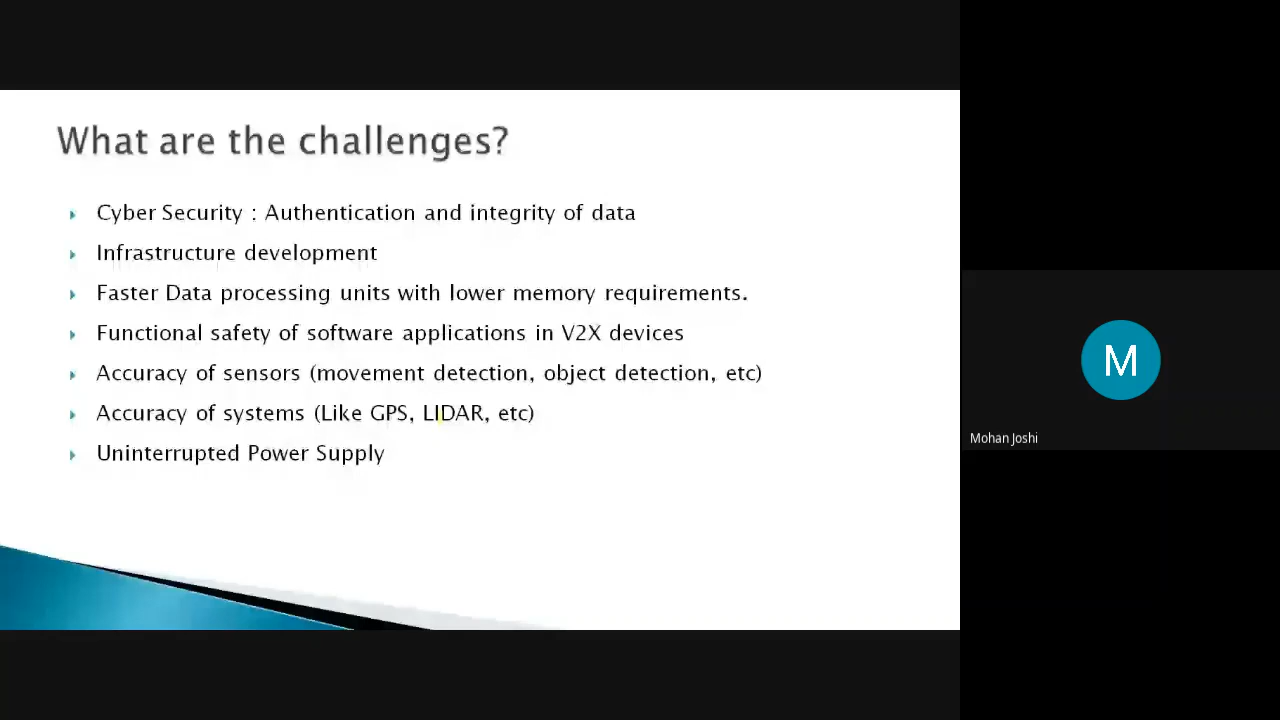 What are the challenges?
Cyber Security : Authentication and integrity of data
Infrastructure development
Faster Data processing units with lower memory requirements.
Functional safety of software applications in V2X devices
Accuracy of sensors (movement detection, object detection, etc)
Accuracy of systems (Like GPS, LIDAR, etc)
Uninterrupted Power Supply
M
Mohan Joshi